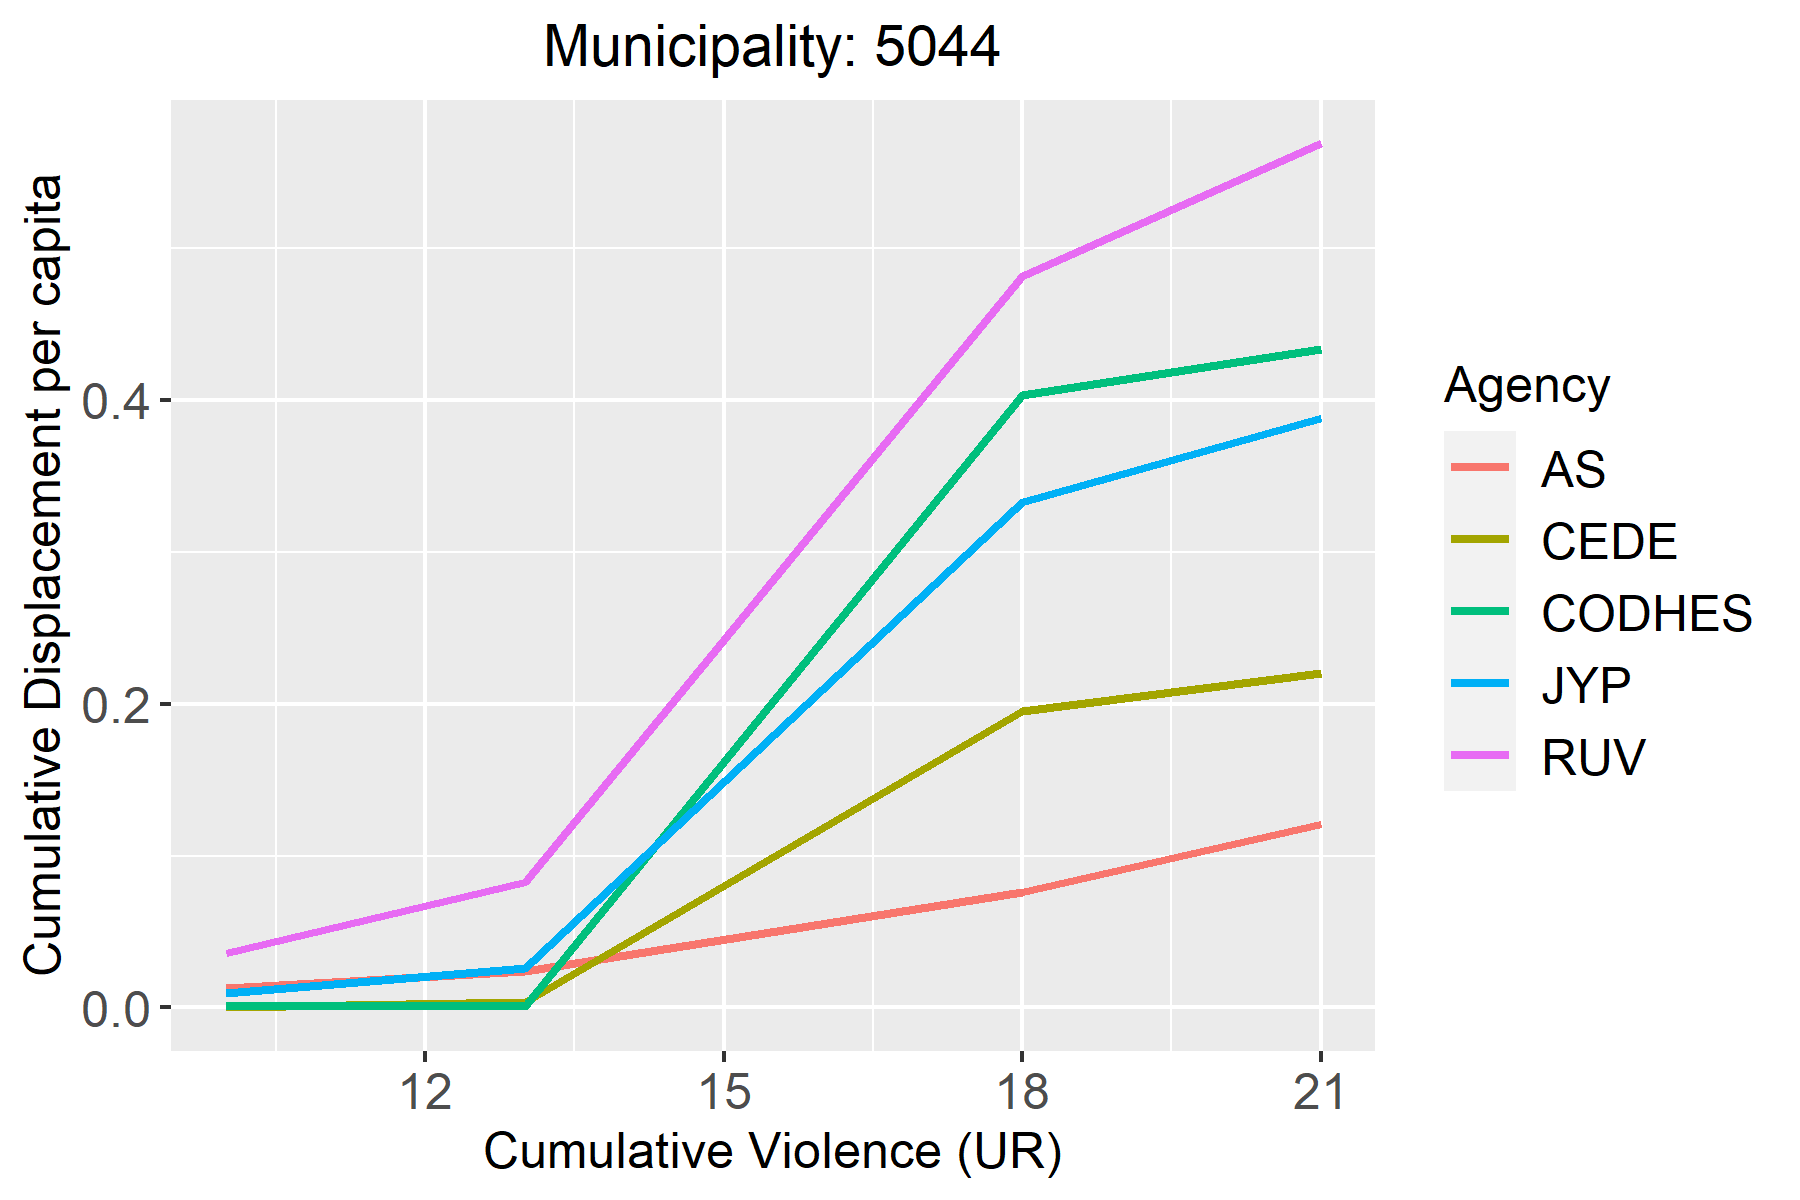 Municipality: 5044
Cumulative Displacement per capita
0.4
0.2
0.0
12 15 18 21
Cumulative Violence (UR)
Agency
AS
CEDE
CODHES
JYP
RUV